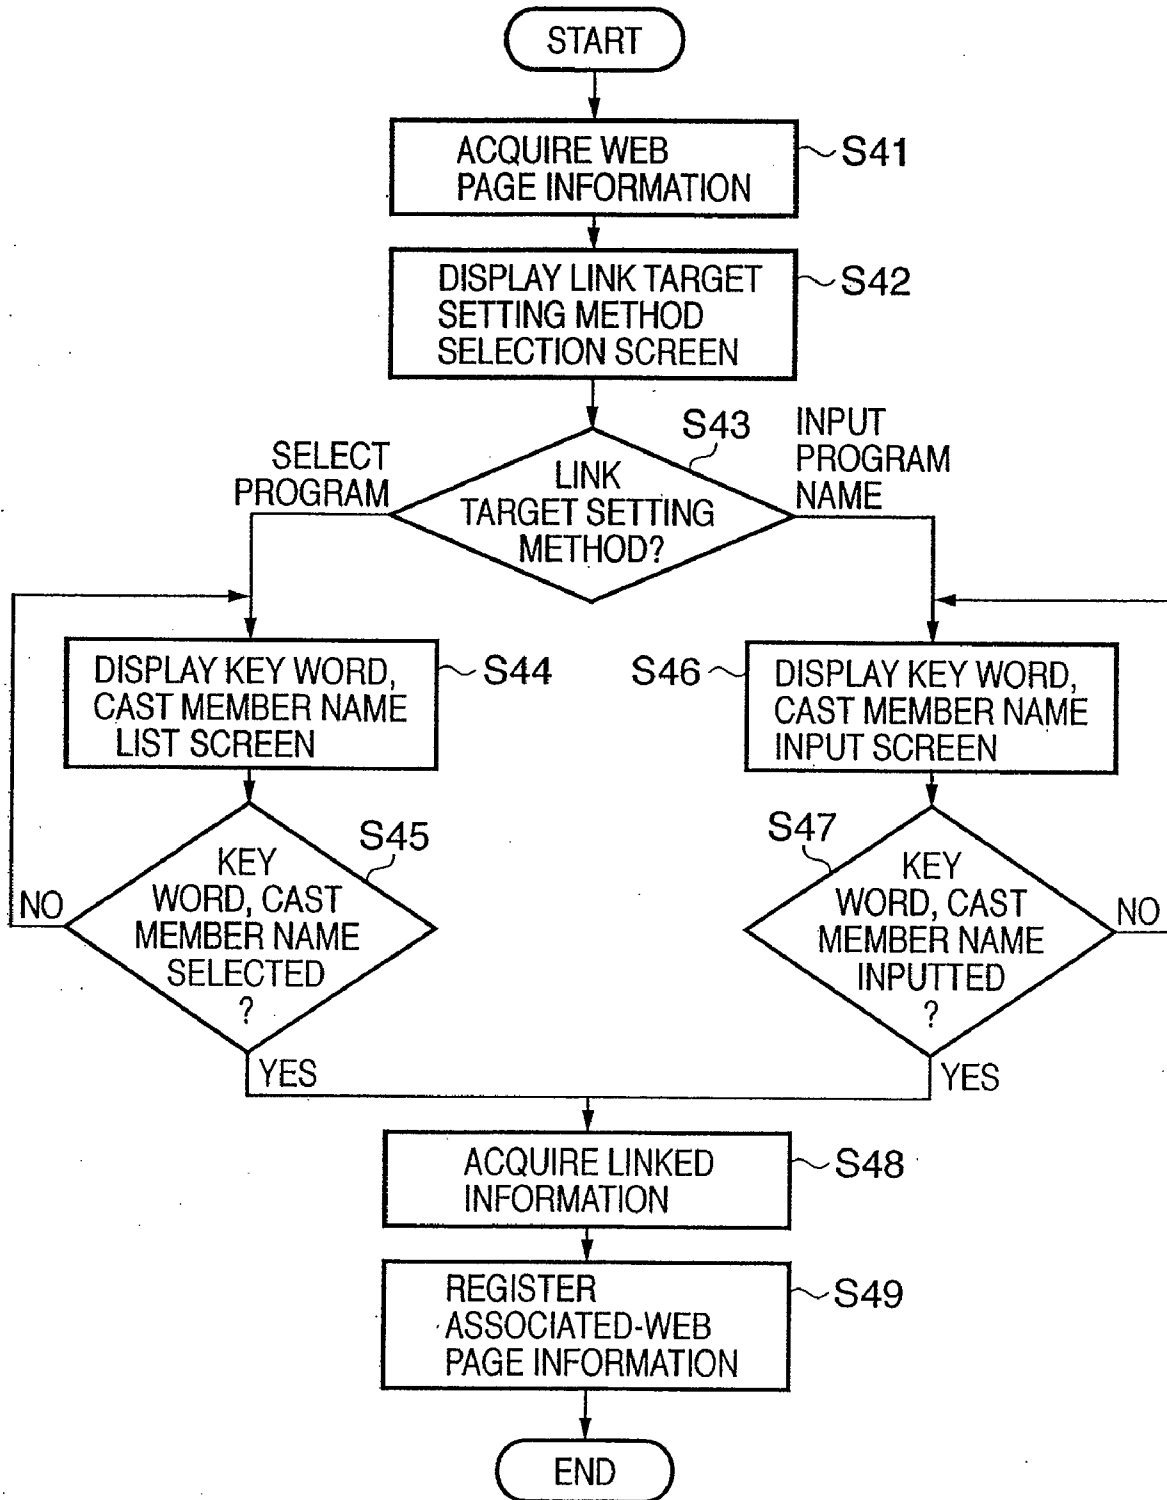 START
ACQUIRE WEB
PAGE INFORMATION
S41
DISPLAY LINK TARGET
SETTING METHOD
SELECTION SCREEN
S42
S43
LINK
TARGET SETTING
METHOD?
SELECT
PROGRAM
INPUT
PROGRAM
NAME
DISPLAY KEY WORD,
CAST MEMBER NAME
LIST SCREEN
S44
S46
DISPLAY KEY WORD,
CAST MEMBER NAME
INPUT SCREEN
S45
KEY
WORD, CAST
MEMBER NAME
SELECTED
?
NO
YES
S47
KEY
WORD, CAST
MEMBER NAME
INPUTTED
?
NO
YES
ACQUIRE LINKED
INFORMATION
S48
REGISTER
ASSOCIATED-WEB
PAGE INFORMATION
S49
END